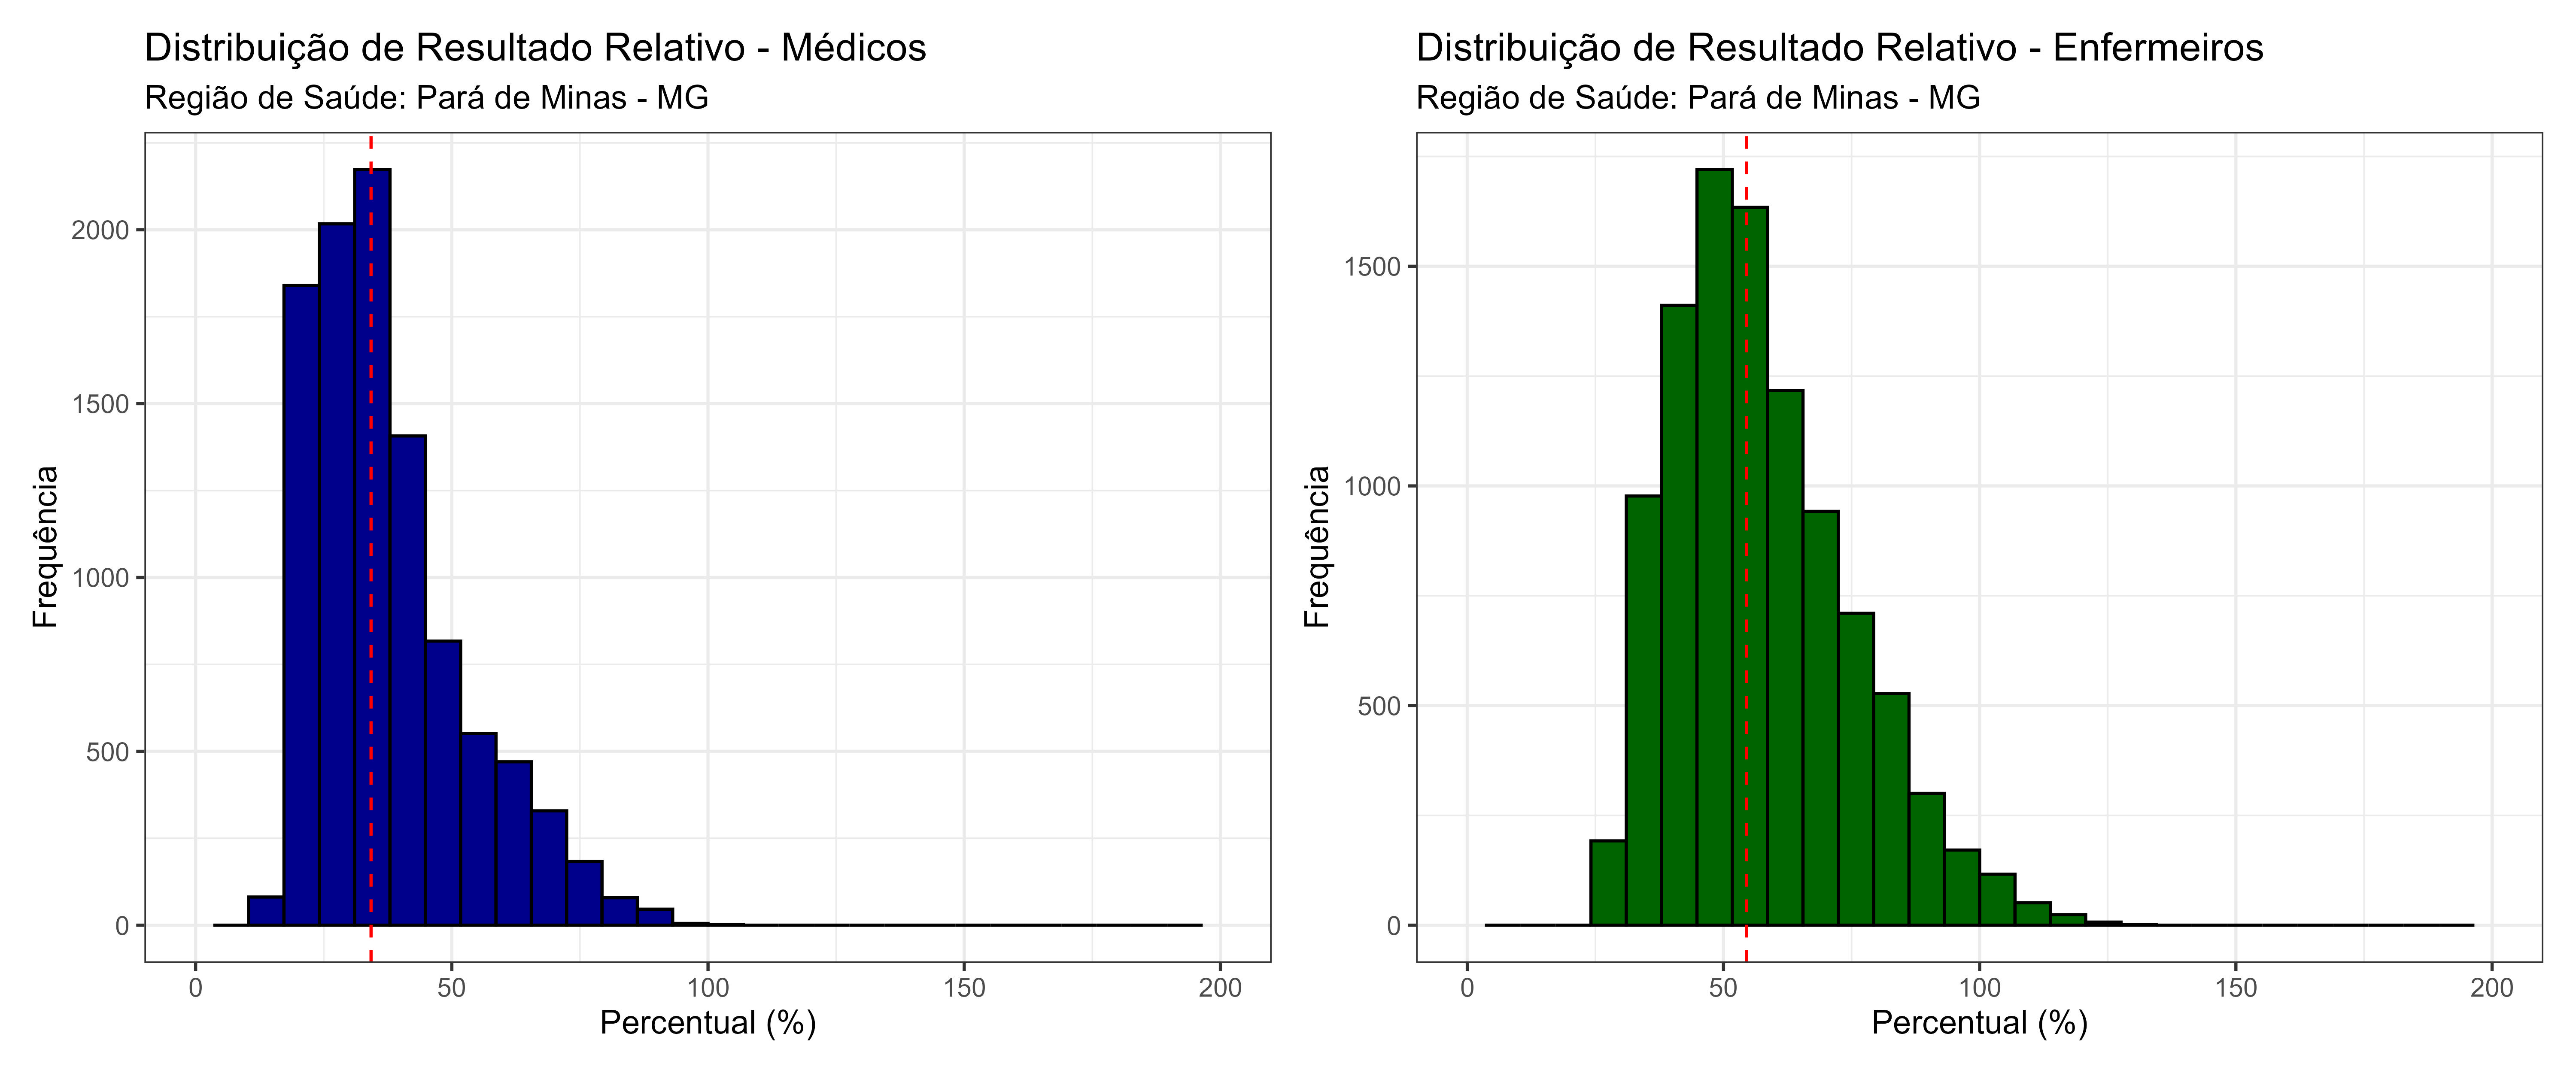 Distribuição de Resultado Relativo - Médicos
Região de Saúde: Pará de Minas - MG
Frequência
2000
1500
1000
500
0
0 50 100 150 200
Percentual (%)
Distribuição de Resultado Relativo - Enfermeiros
Região de Saúde: Pará de Minas - MG
Frequência
1500
1000
500
0
0 50 100 150 200
Percentual (%)